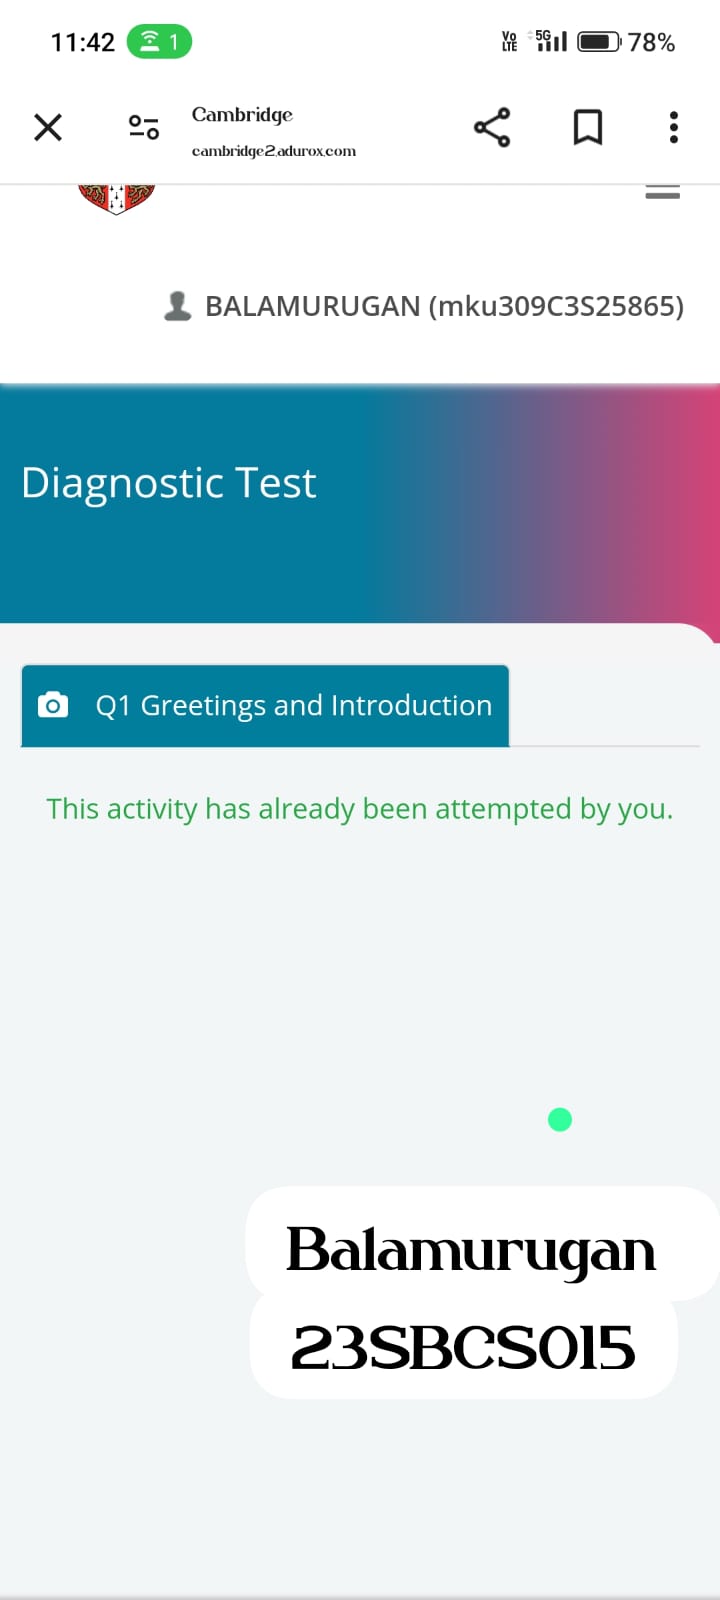 11:42 1 Vo LTE 5G 78%
Cambridge
cambridge2.adurox.com
BALAMURUGAN (mku309C3S25865)
Diagnostic Test
Q1 Greetings and Introduction
This activity has already been attempted by you.
Balamurugan
23SBCS015